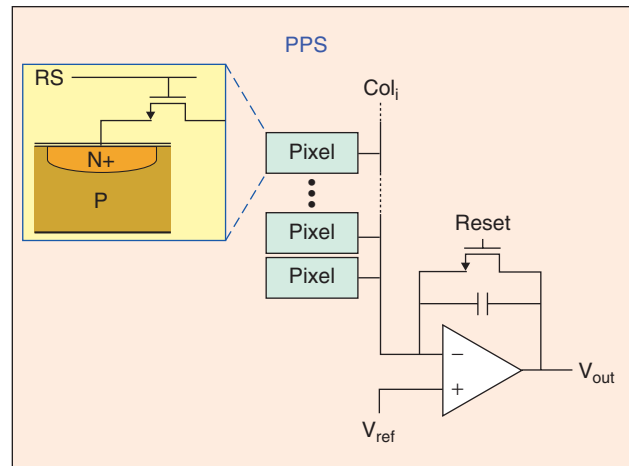 PPS
RS
N+
P
Col_i
Pixel
Pixel
Pixel
Reset
−
+
V_out
V_ref